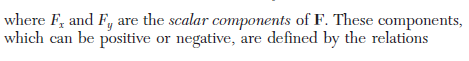 where Fₓ and Fᵧ are the scalar components of F. These components,
which can be positive or negative, are defined by the relations